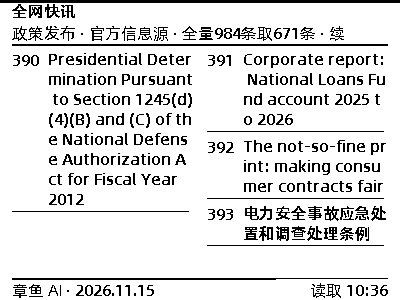 全网快讯
政策发布 · 官方信息源 · 全量984条取671条 · 续
390 Presidential Deter
mination Pursuant
to Section 1245(d)
(4)(B) and (C) of th
e National Defens
e Authorization A
ct for Fiscal Year
2012
391 Corporate report:
National Loans Fu
nd account 2025 t
o 2026
392 The not-so-fine pr
int: making consu
mer contracts fair
393 电力安全事故应急处
置和调查处理条例
章鱼 AI · 2026.11.15
读取 10:36